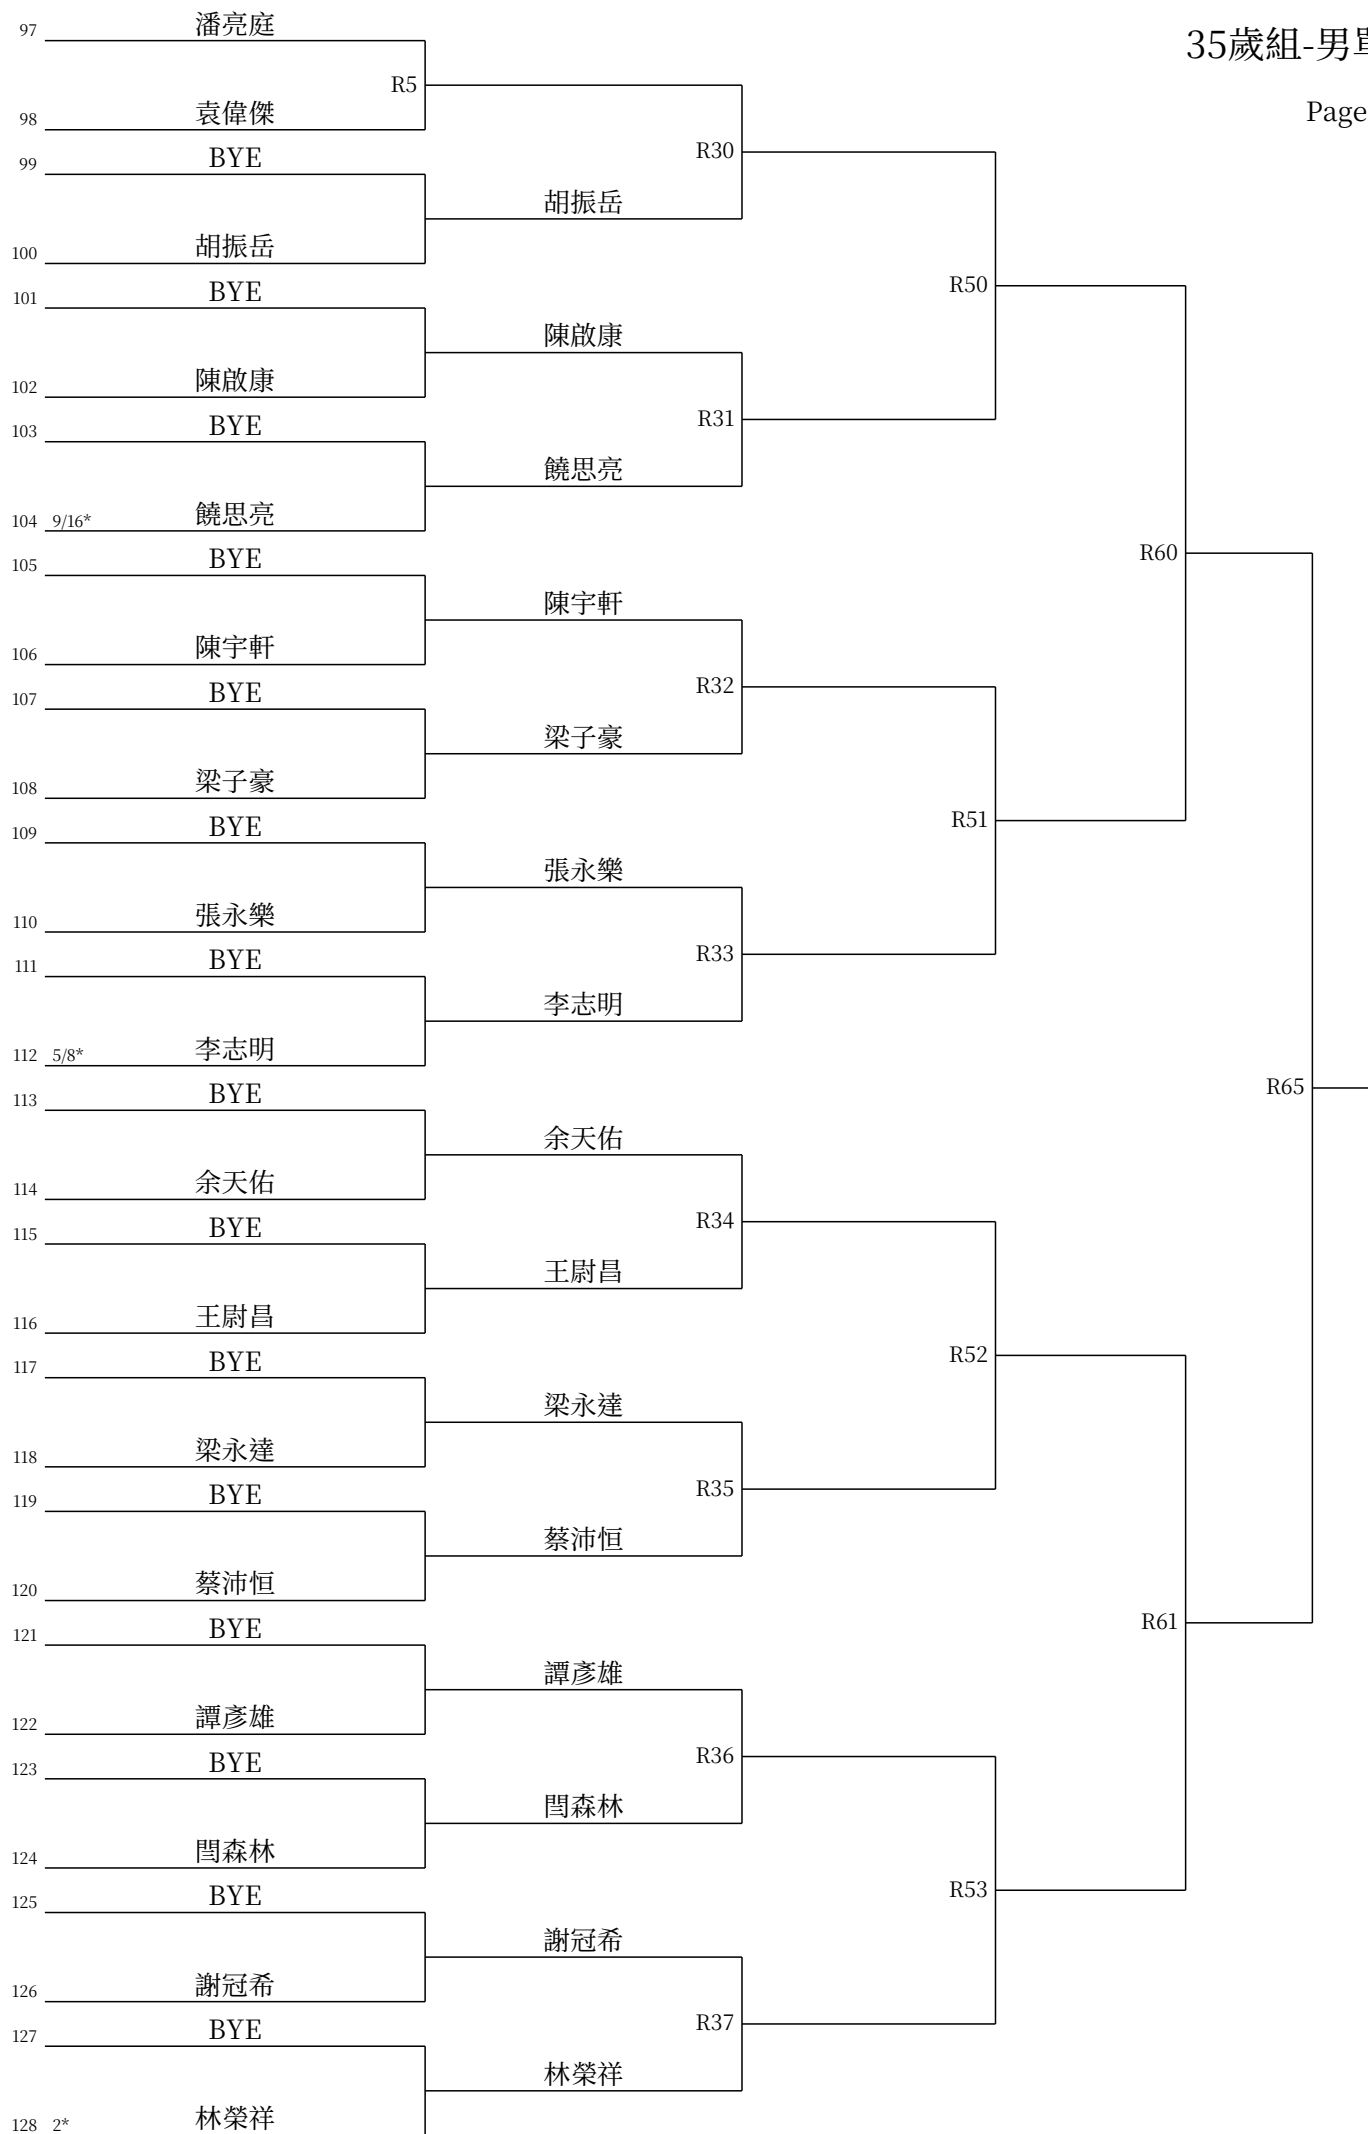 97 潘亮庭
35歲組-男單
R5
Page
98 袁偉傑
99 BYE
R30
胡振岳
100 胡振岳
101 BYE
R50
陳啟康
102 陳啟康
103 BYE
R31
饒思亮
104 9/16* 饒思亮
105 BYE
R60
陳宇軒
106 陳宇軒
107 BYE
R32
梁子豪
108 梁子豪
109 BYE
R51
張永樂
110 張永樂
111 BYE
R33
李志明
112 5/8* 李志明
113 BYE
R65
余天佑
114 余天佑
115 BYE
R34
王尉昌
116 王尉昌
117 BYE
R52
梁永達
118 梁永達
119 BYE
R35
蔡沛恒
120 蔡沛恒
121 BYE
R61
譚彥雄
122 譚彥雄
123 BYE
R36
閆森林
124 閆森林
125 BYE
R53
謝冠希
126 謝冠希
127 BYE
R37
林榮祥
128 2* 林榮祥